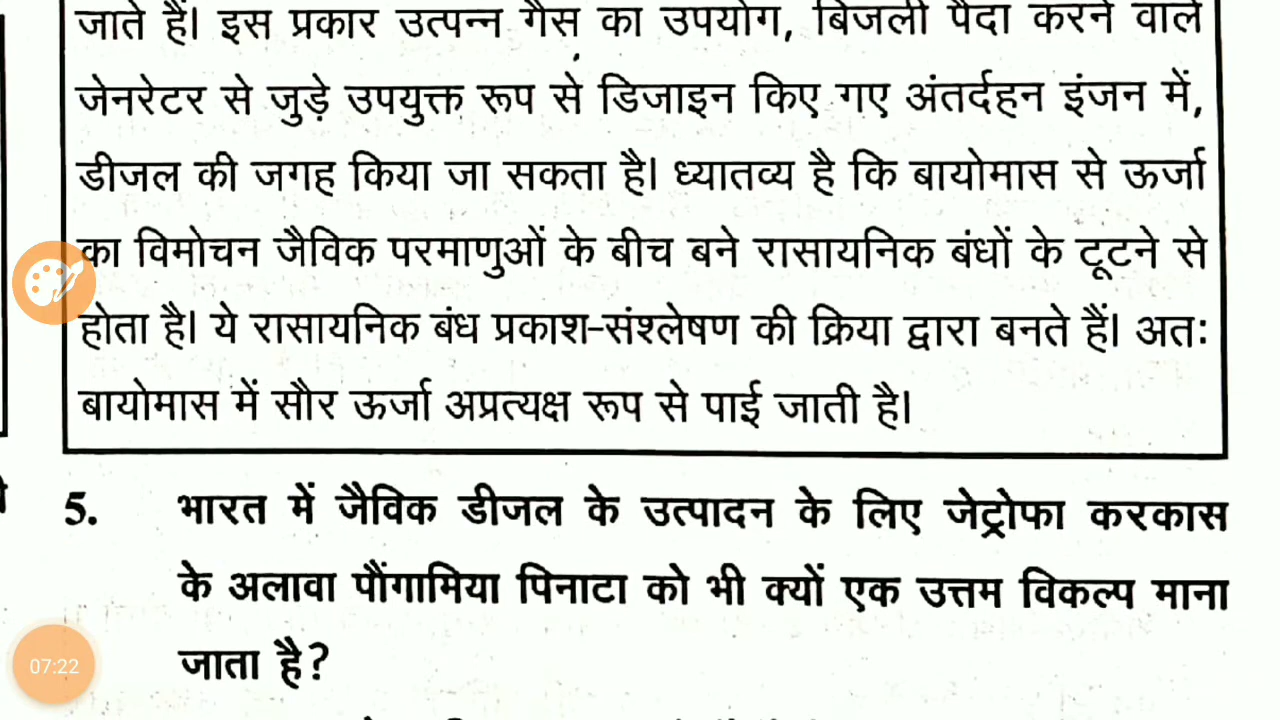 जाते हैं। इस प्रकार उत्पन्न गैस का उपयोग, बिजली पैदा करने वाले
जेनरेटर से जुड़े उपयुक्त रूप से डिजाइन किए गए अंतर्दहन इंजन में,
डीजल की जगह किया जा सकता है। ध्यातव्य है कि बायोमास से ऊर्जा
का विमोचन जैविक परमाणुओं के बीच बने रासायनिक बंधों के टूटने से
होता है। ये रासायनिक बंध प्रकाश-संश्लेषण की क्रिया द्वारा बनते हैं। अतः
बायोमास में सौर ऊर्जा अप्रत्यक्ष रूप से पाई जाती है।
5. भारत में जैविक डीजल के उत्पादन के लिए जेट्रोफा करकास
के अलावा पौंगामिया पिनाटा को भी क्यों एक उत्तम विकल्प माना
जाता है?
07:22